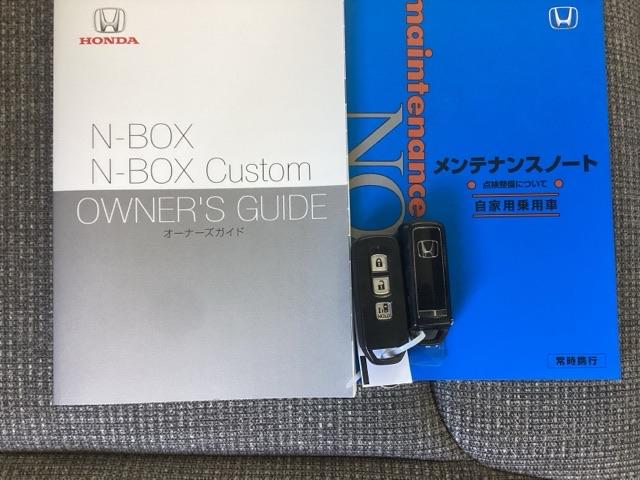 HONDA
N-BOX
N-BOX Custom
OWNER'S GUIDE
オーナーズガイド
maintenance
NO
メンテナンスノート
点検整備について
自家用乗用車
HOLD
常時携行